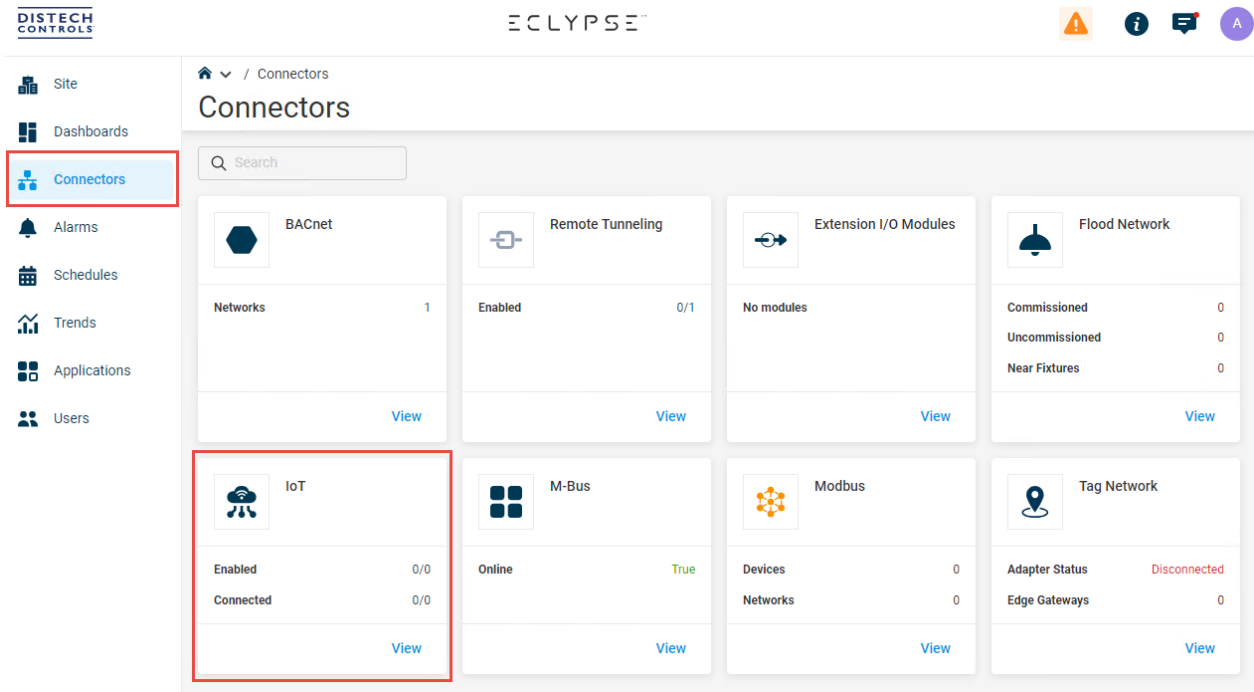 DISTECH
CONTROLS
ECLYPSE™
A
Site
Dashboards
Connectors
Alarms
Schedules
Trends
Applications
Users
/ Connectors
Connectors
Search
BACnet
Networks 1
View
Remote Tunneling
Enabled 0/1
View
Extension I/O Modules
No modules
View
Flood Network
Commissioned 0
Uncommissioned 0
Near Fixtures 0
View
IoT
Enabled 0/0
Connected 0/0
View
M-Bus
Online True
View
Modbus
Devices 0
Networks 0
View
Tag Network
Adapter Status Disconnected
Edge Gateways 0
View